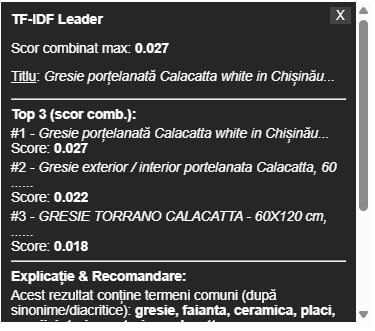 TF-IDF Leader
X
Scor combinat max: 0.027
Titlu: Gresie porțelanată Calacatta white in Chișinău...
Top 3 (scor comb.):
#1 - Gresie porțelanată Calacatta white in Chișinău...
Score: 0.027
#2 - Gresie exterior / interior portelanata Calacatta, 60
......
Score: 0.022
#3 - GRESIE TORRANO CALACATTA - 60X120 cm,
......
Score: 0.018
Explicație & Recomandare:
Acest rezultat conține termeni comuni (după
sinonime/diacritice): gresie, faianta, ceramica, placi,